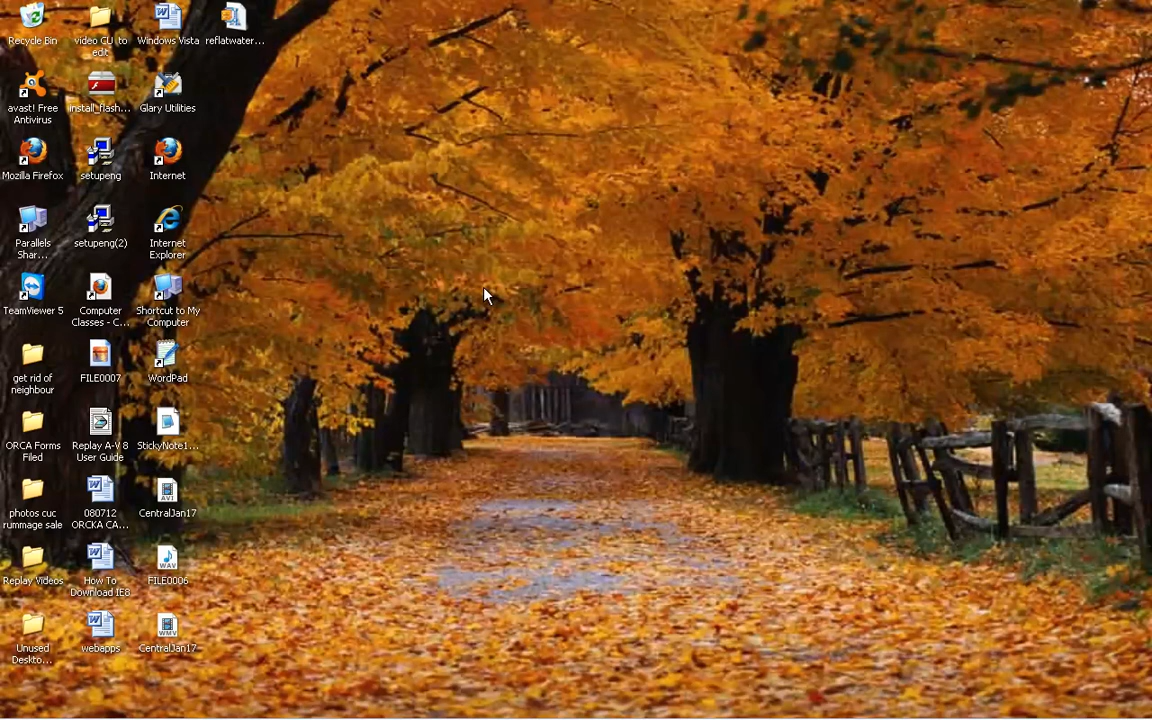 Recycle Bin
video CU to
edit
Windows Vista
reflatwater...
avast! Free
Antivirus
install_flash...
Glary Utilities
Mozilla Firefox
setupeng
Internet
Parallels
Shar...
setupeng(2)
Internet
Explorer
TeamViewer 5
Computer
Classes - C...
Shortcut to My
Computer
get rid of
neighbour
FILE0007
WordPad
ORCA Forms
Filed
Replay A-V 8
User Guide
StickyNote1...
photos cuc
rummage sale
080712
ORCKA CA...
CentralJan17
Replay Videos
How To
Download IE8
FILE0006
Unused
Deskto...
webapps
CentralJan17